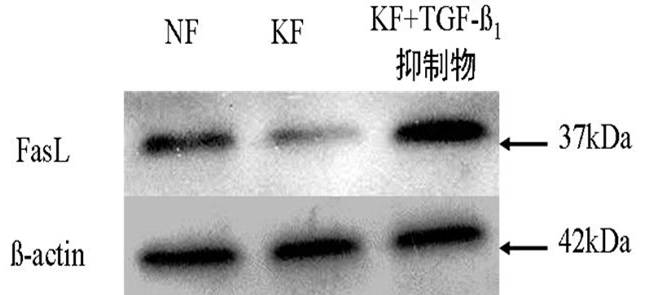 NF KF KF+TGF-ß₁
抑制物
FasL 37kDa
ß-actin 42kDa